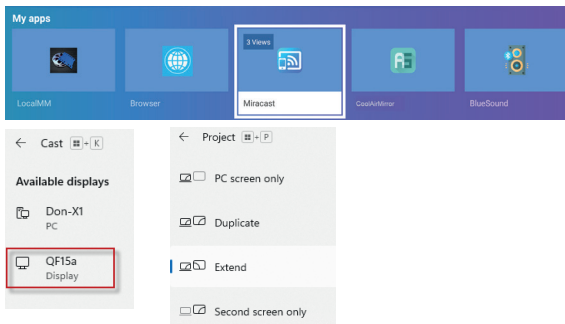 My apps
3 Views
LocalMM
Browser
Miracast
CoolAirMirror
BlueSound
← Cast ⊞ + K
Available displays
Don-X1
PC
QF15a
Display
← Project ⊞ + P
PC screen only
Duplicate
Extend
Second screen only